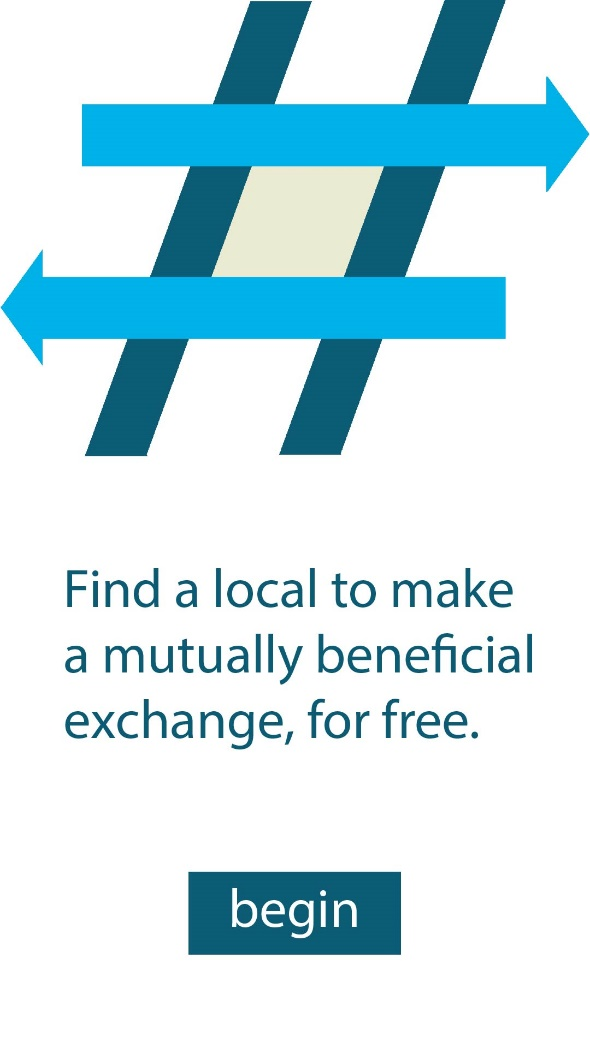 Find a local to make
a mutually beneficial
exchange, for free.
begin